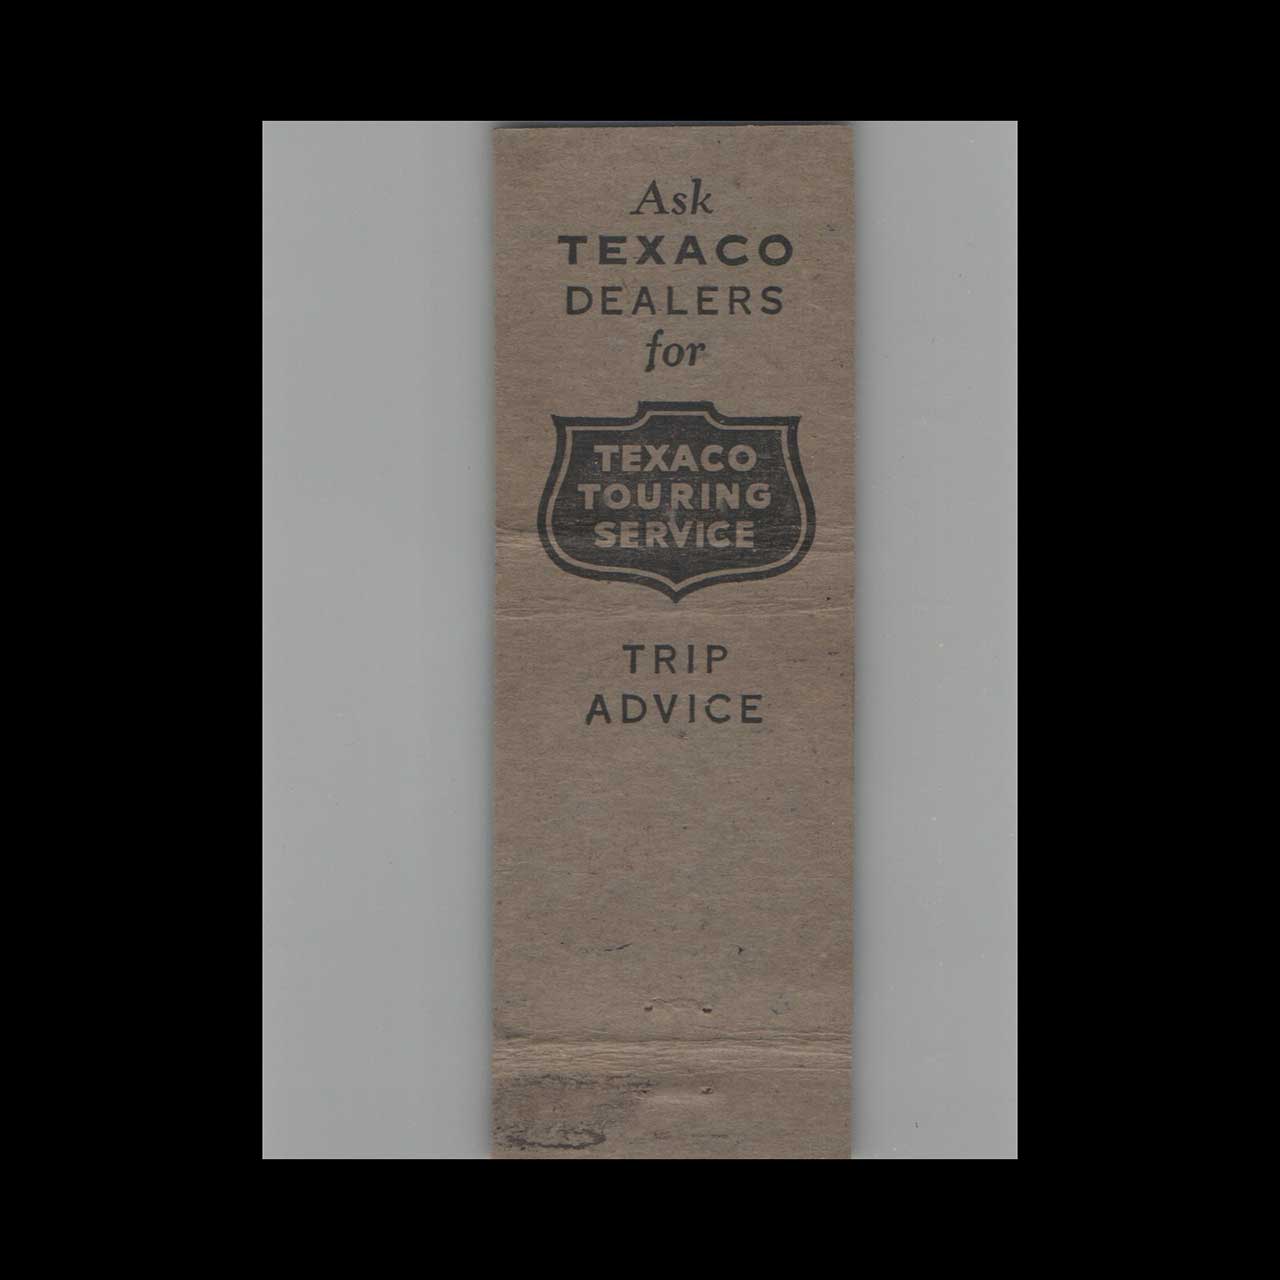 Ask
TEXACO
DEALERS
for
TEXACO
TOURING
SERVICE
TRIP
ADVICE